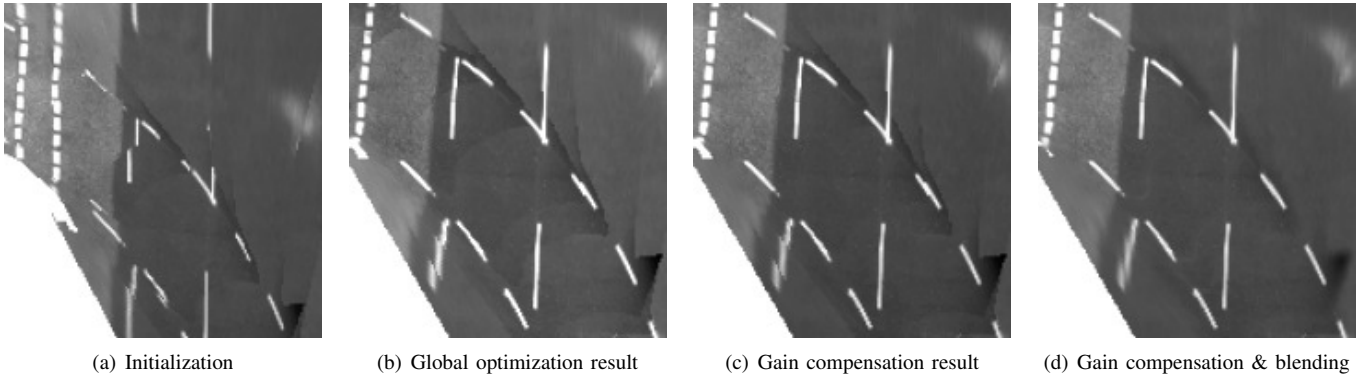 (a) Initialization
(b) Global optimization result
(c) Gain compensation result
(d) Gain compensation & blending